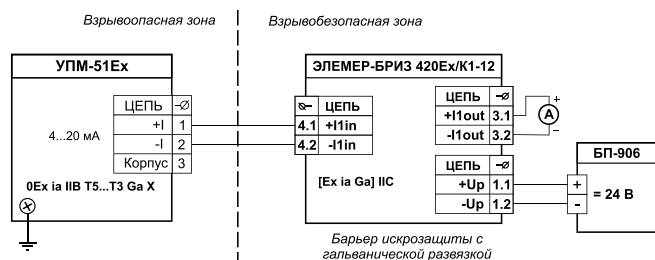 Взрывоопасная зона
Взрывобезопасная зона
УПМ-51Ex
ЦЕПЬ
4...20 мА
+I 1
-I 2
Корпус 3
0Ex ia IIB T5...T3 Ga X
ЭЛЕМЕР-БРИЗ 420Ex/К1-12
ЦЕПЬ
4.1 +I1in
4.2 -I1in
[Ex ia Ga] IIC
ЦЕПЬ
+I1out 3.1
-I1out 3.2
+
A
−
ЦЕПЬ
+Up 1.1
-Up 1.2
БП-906
+
-
= 24 В
Барьер искрозащиты с
гальванической развязкой